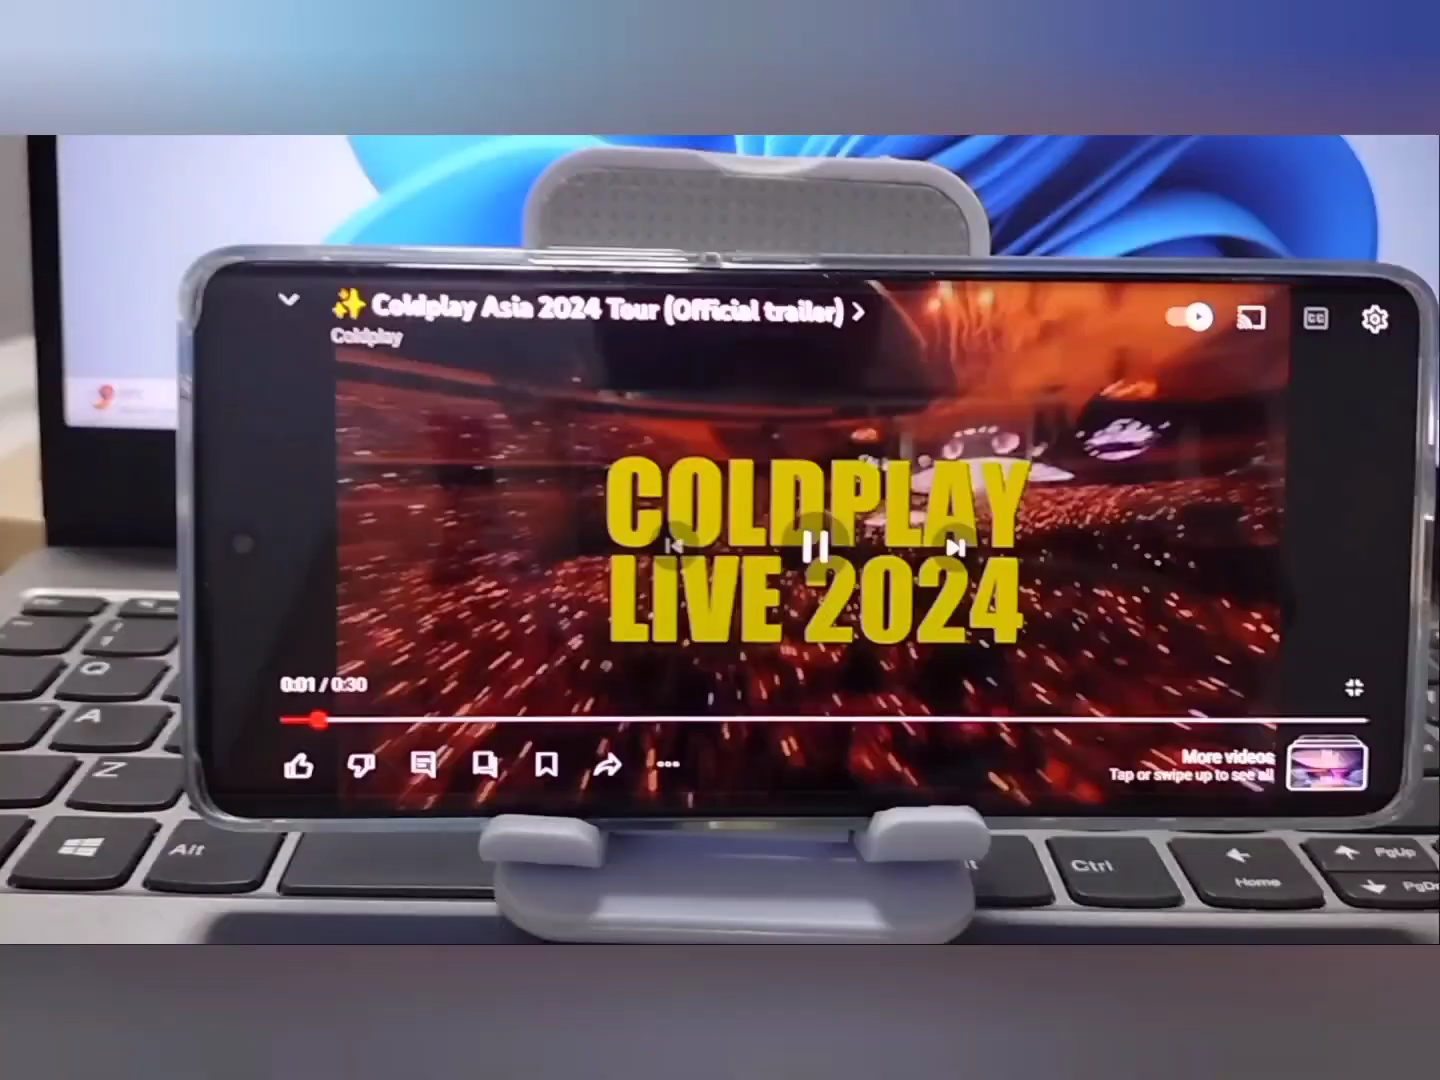 ✨ Coldplay Asia 2024 Tour (Official trailer)
Coldplay
CC
COLDPLAY
LIVE 2024
0:01 / 0:30
More videos
Tap or swipe up to see all
Q
A
Z
Alt
Ctrl
Home
PgUp